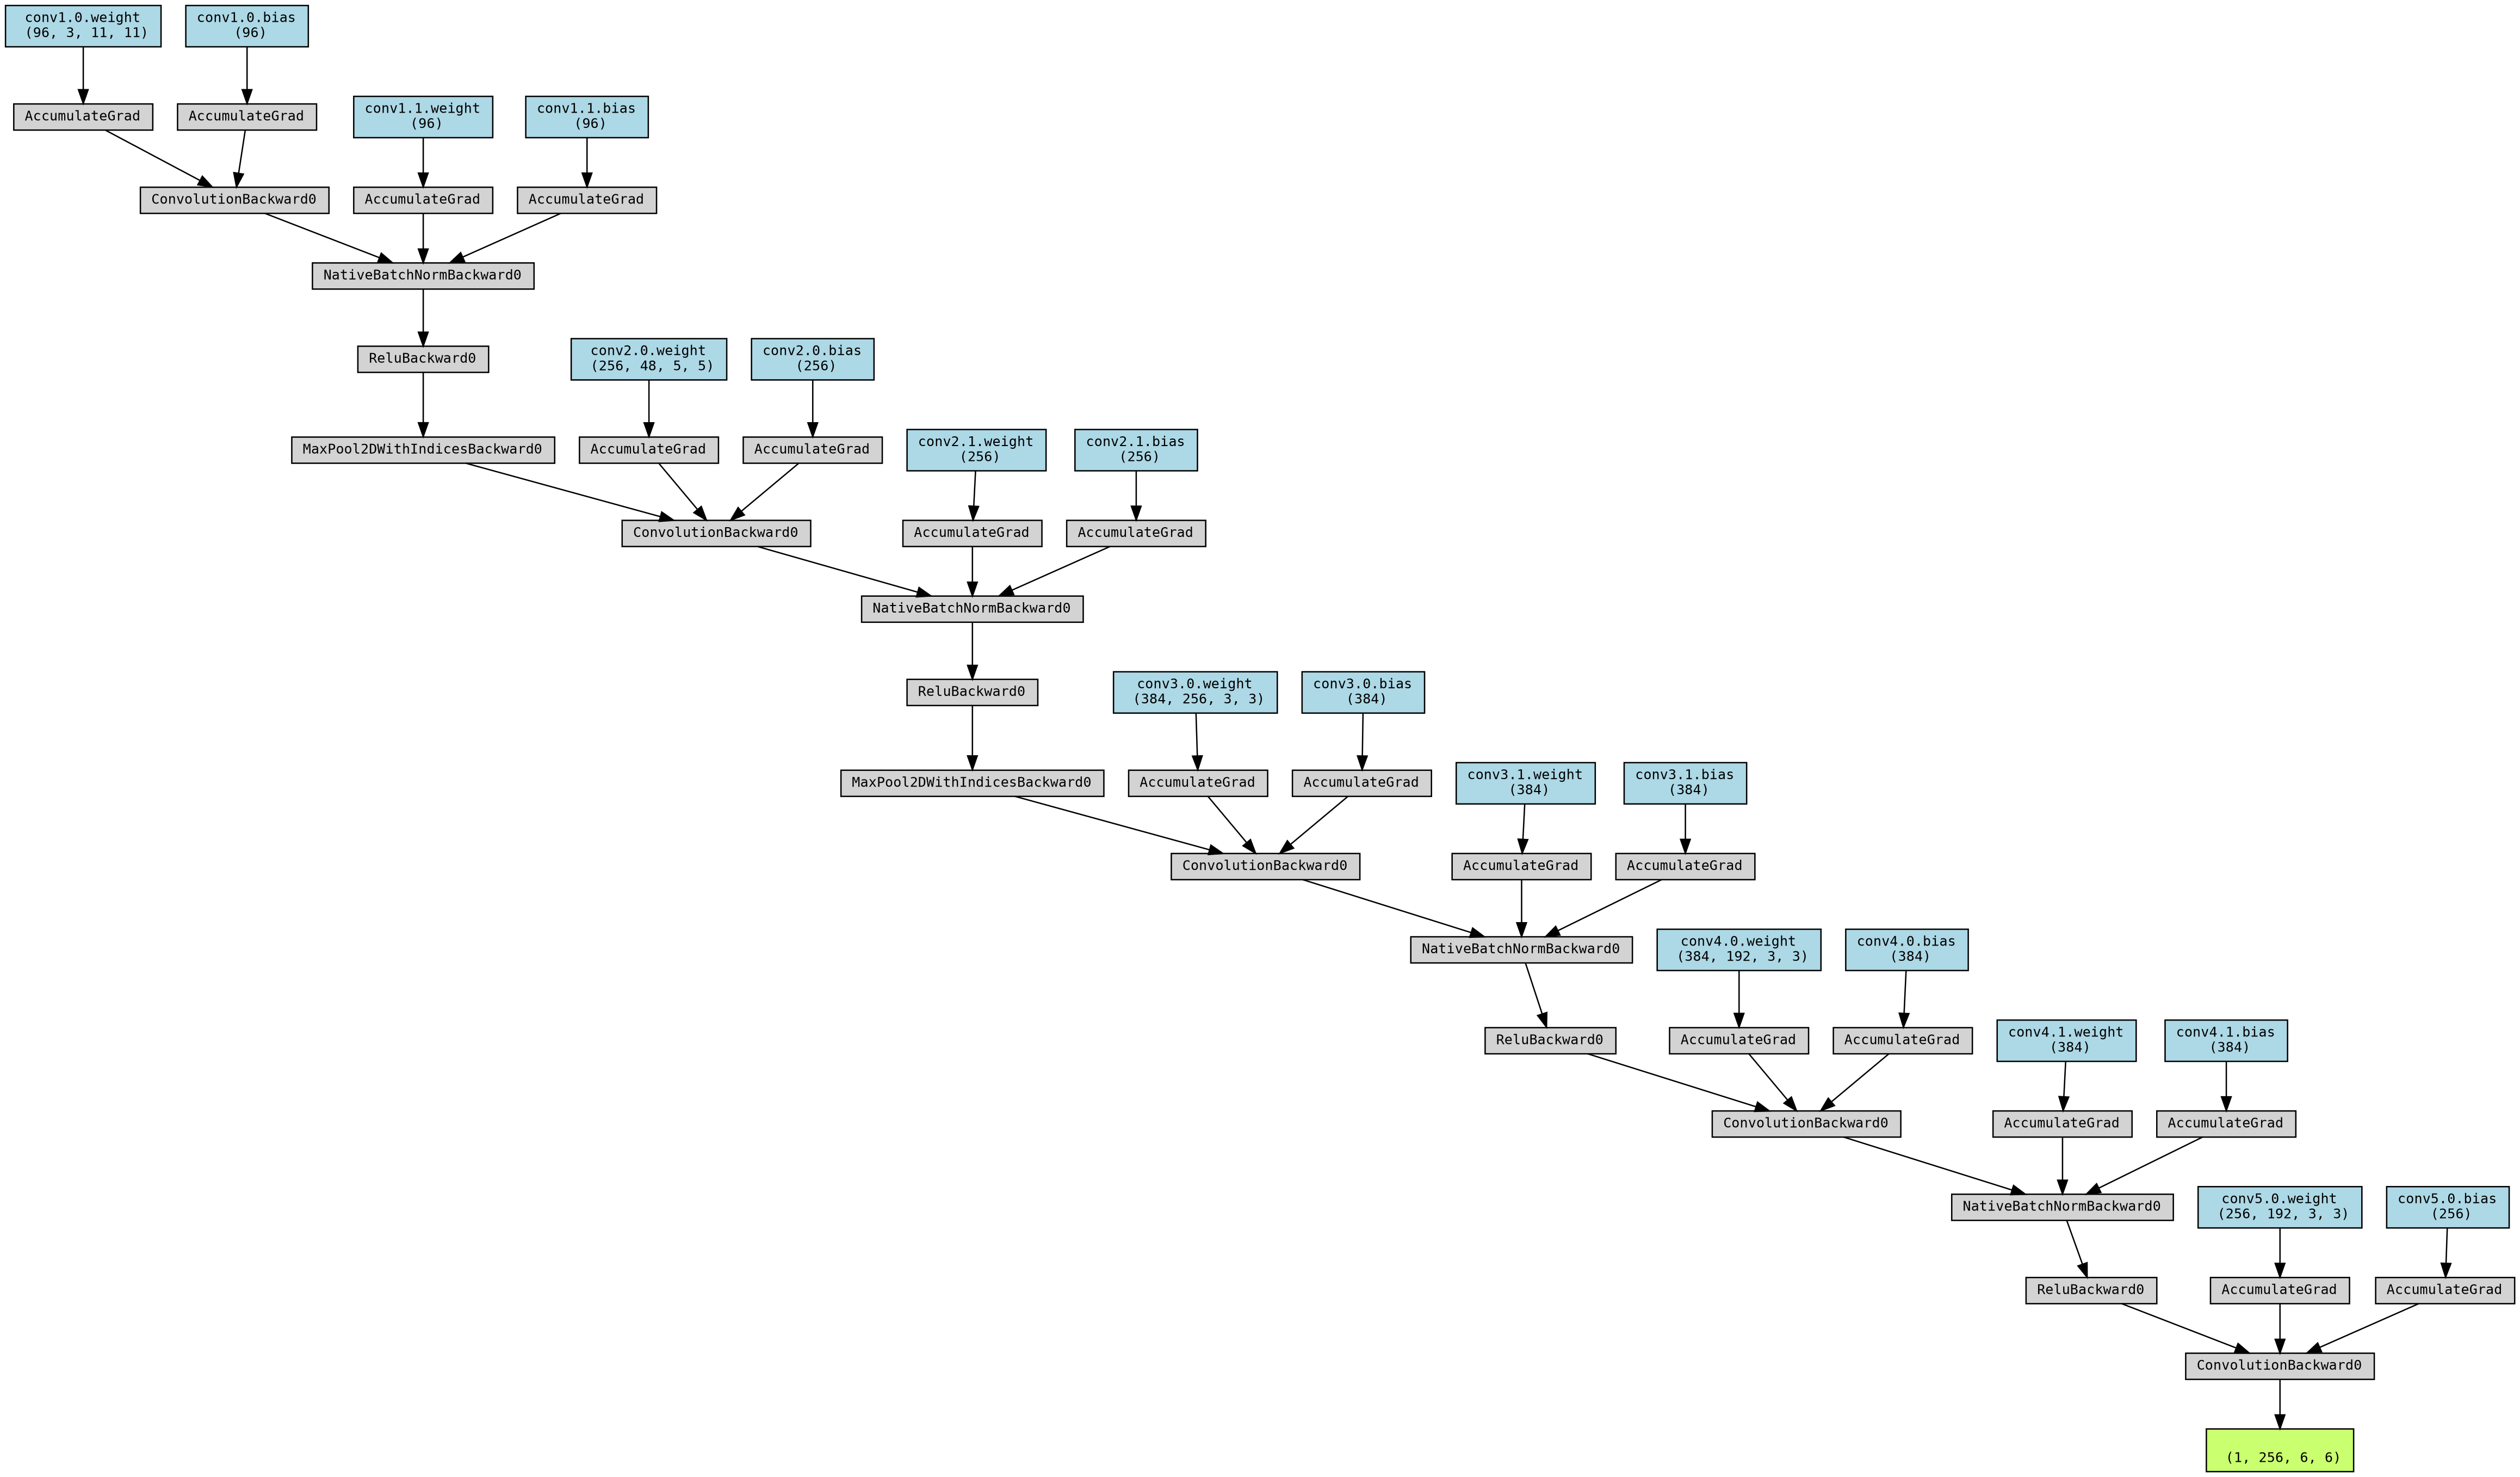 conv1.0.weight
(96, 3, 11, 11)
conv1.0.bias
(96)
AccumulateGrad
AccumulateGrad
conv1.1.weight
(96)
conv1.1.bias
(96)
ConvolutionBackward0
AccumulateGrad
AccumulateGrad
NativeBatchNormBackward0
ReluBackward0
conv2.0.weight
(256, 48, 5, 5)
conv2.0.bias
(256)
MaxPool2DWithIndicesBackward0
AccumulateGrad
AccumulateGrad
conv2.1.weight
(256)
conv2.1.bias
(256)
ConvolutionBackward0
AccumulateGrad
AccumulateGrad
NativeBatchNormBackward0
ReluBackward0
conv3.0.weight
(384, 256, 3, 3)
conv3.0.bias
(384)
MaxPool2DWithIndicesBackward0
AccumulateGrad
AccumulateGrad
conv3.1.weight
(384)
conv3.1.bias
(384)
ConvolutionBackward0
AccumulateGrad
AccumulateGrad
NativeBatchNormBackward0
conv4.0.weight
(384, 192, 3, 3)
conv4.0.bias
(384)
ReluBackward0
AccumulateGrad
AccumulateGrad
conv4.1.weight
(384)
conv4.1.bias
(384)
ConvolutionBackward0
AccumulateGrad
AccumulateGrad
NativeBatchNormBackward0
conv5.0.weight
(256, 192, 3, 3)
conv5.0.bias
(256)
ReluBackward0
AccumulateGrad
AccumulateGrad
ConvolutionBackward0
(1, 256, 6, 6)